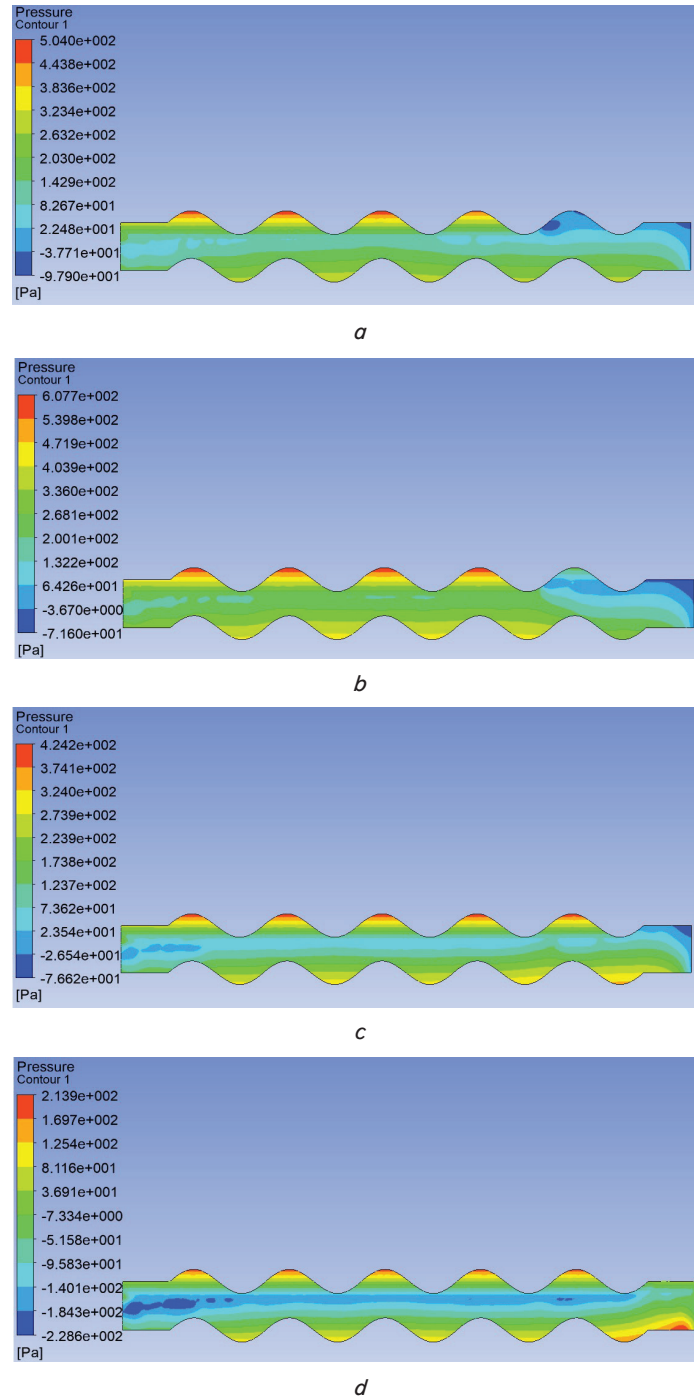 Pressure
Contour 1
5.040e+002
4.438e+002
3.836e+002
3.234e+002
2.632e+002
2.030e+002
1.429e+002
8.267e+001
2.248e+001
-3.771e+001
-9.790e+001
[Pa]
a
Pressure
Contour 1
6.077e+002
5.398e+002
4.719e+002
4.039e+002
3.360e+002
2.681e+002
2.001e+002
1.322e+002
6.426e+001
-3.670e+000
-7.160e+001
[Pa]
b
Pressure
Contour 1
4.242e+002
3.741e+002
3.240e+002
2.739e+002
2.239e+002
1.738e+002
1.237e+002
7.362e+001
2.354e+001
-2.654e+001
-7.662e+001
[Pa]
c
Pressure
Contour 1
2.139e+002
1.697e+002
1.254e+002
8.116e+001
3.691e+001
-7.334e+000
-5.158e+001
-9.583e+001
-1.401e+002
-1.843e+002
-2.286e+002
[Pa]
d